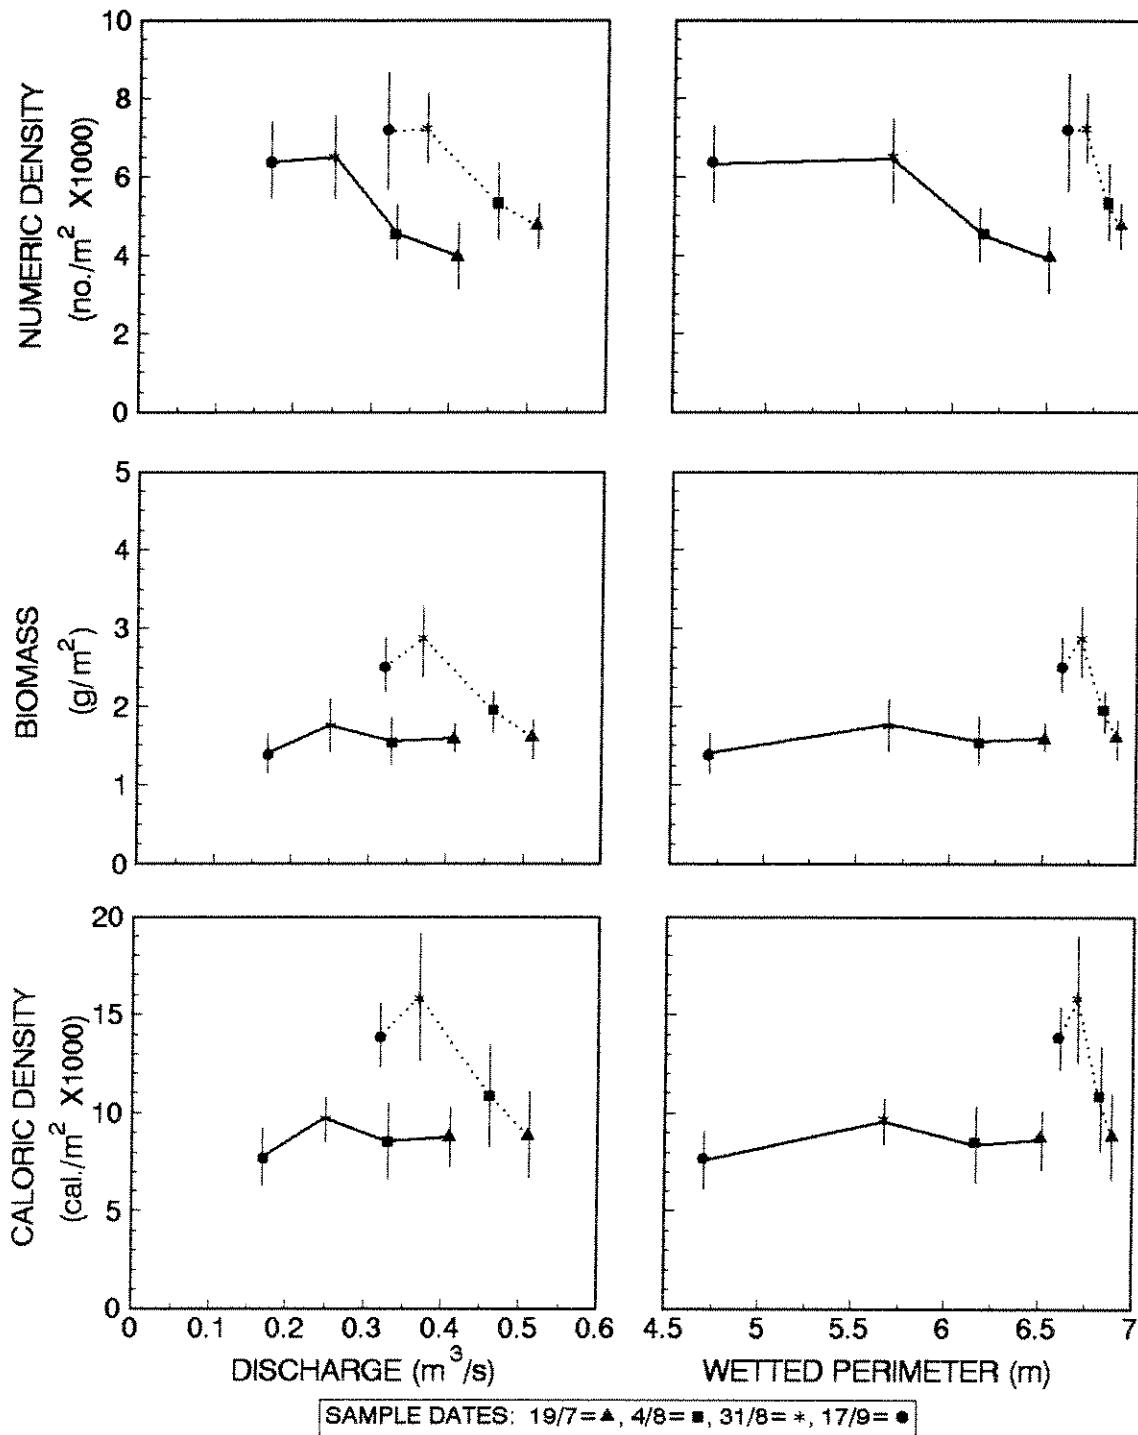 10
8
6
4
2
0
NUMERIC DENSITY
(no./m² X1000)
5
4
3
2
1
0
BIOMASS
(g/m²)
20
15
10
5
0
CALORIC DENSITY
(cal./m² X1000)
0 0.1 0.2 0.3 0.4 0.5 0.6
DISCHARGE (m³/s)
4.5 5 5.5 6 6.5 7
WETTED PERIMETER (m)
SAMPLE DATES: 19/7=▲, 4/8=■, 31/8=*, 17/9=●